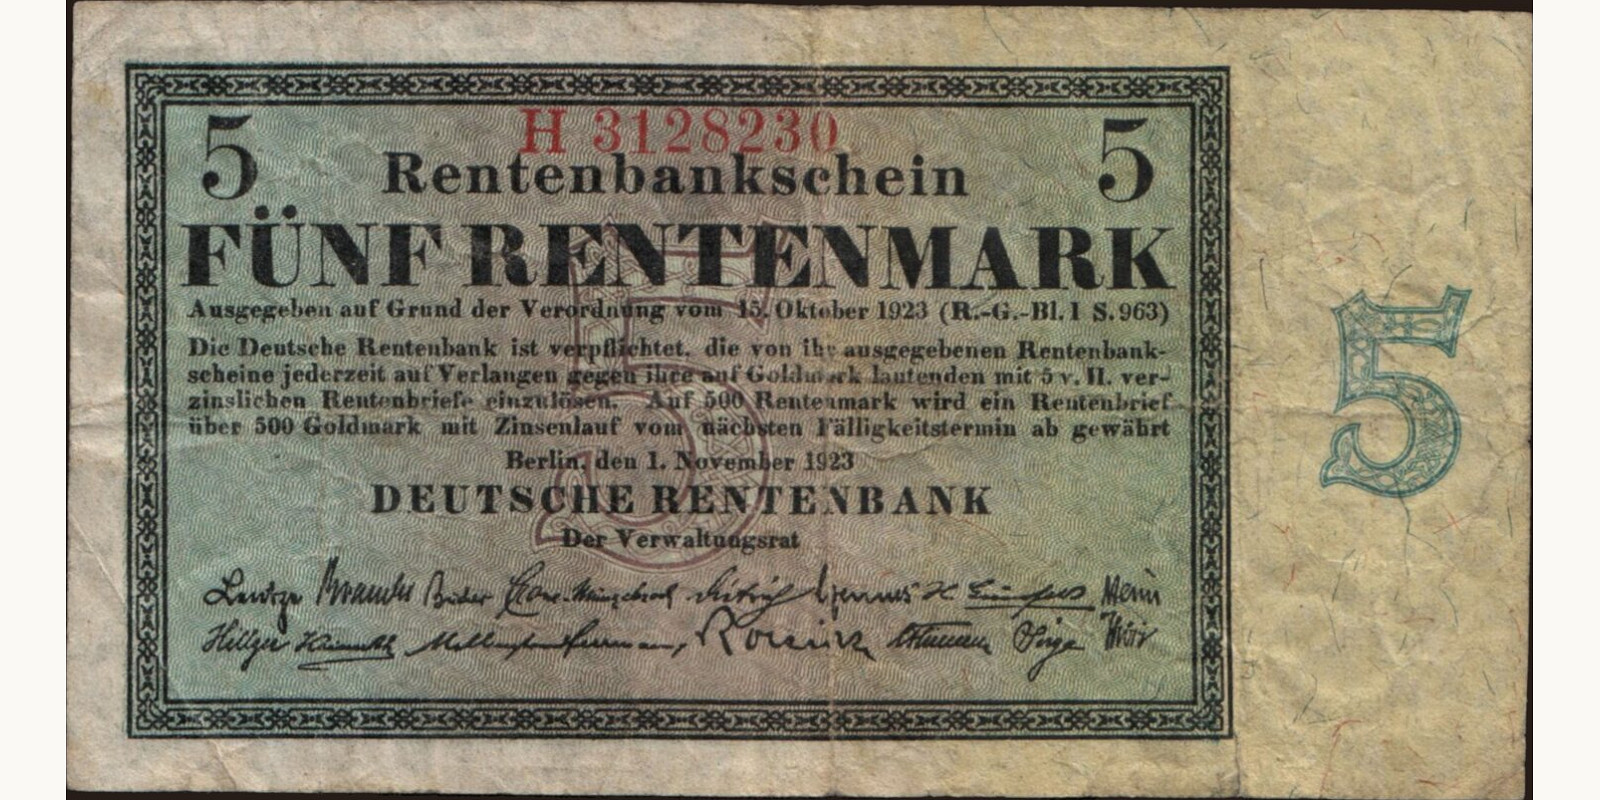 H 3128230
5 Rentenbankschein 5
FÜNF RENTENMARK
Ausgegeben auf Grund der Verordnung vom 15. Oktober 1923 (R.-G.-Bl. I S. 963)
Die Deutsche Rentenbank ist verpflichtet, die von ihr ausgegebenen Rentenbank-
scheine jederzeit auf Verlangen gegen ihre auf Goldmark lautenden mit 5 v. H. ver-
zinslichen Rentenbriefe einzulösen. Auf 500 Rentenmark wird ein Rentenbrief
über 500 Goldmark mit Zinsenlauf vom nächsten Fälligkeitstermin ab gewährt
Berlin, den 1. November 1923
DEUTSCHE RENTENBANK
Der Verwaltungsrat
Hillger
5
5